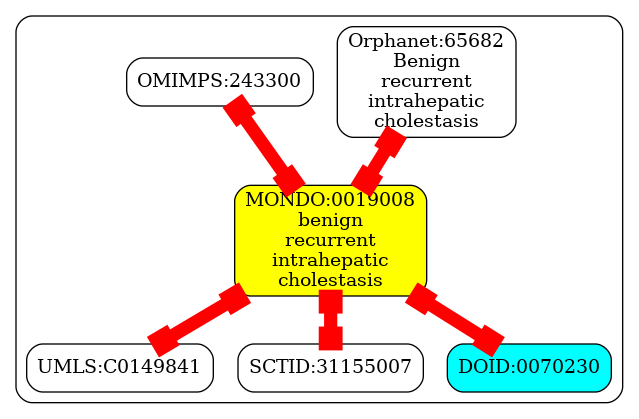 OMIMPS:243300
Orphanet:65682
Benign
recurrent
intrahepatic
cholestasis
MONDO:0019008
benign
recurrent
intrahepatic
cholestasis
UMLS:C0149841
SCTID:31155007
DOID:0070230